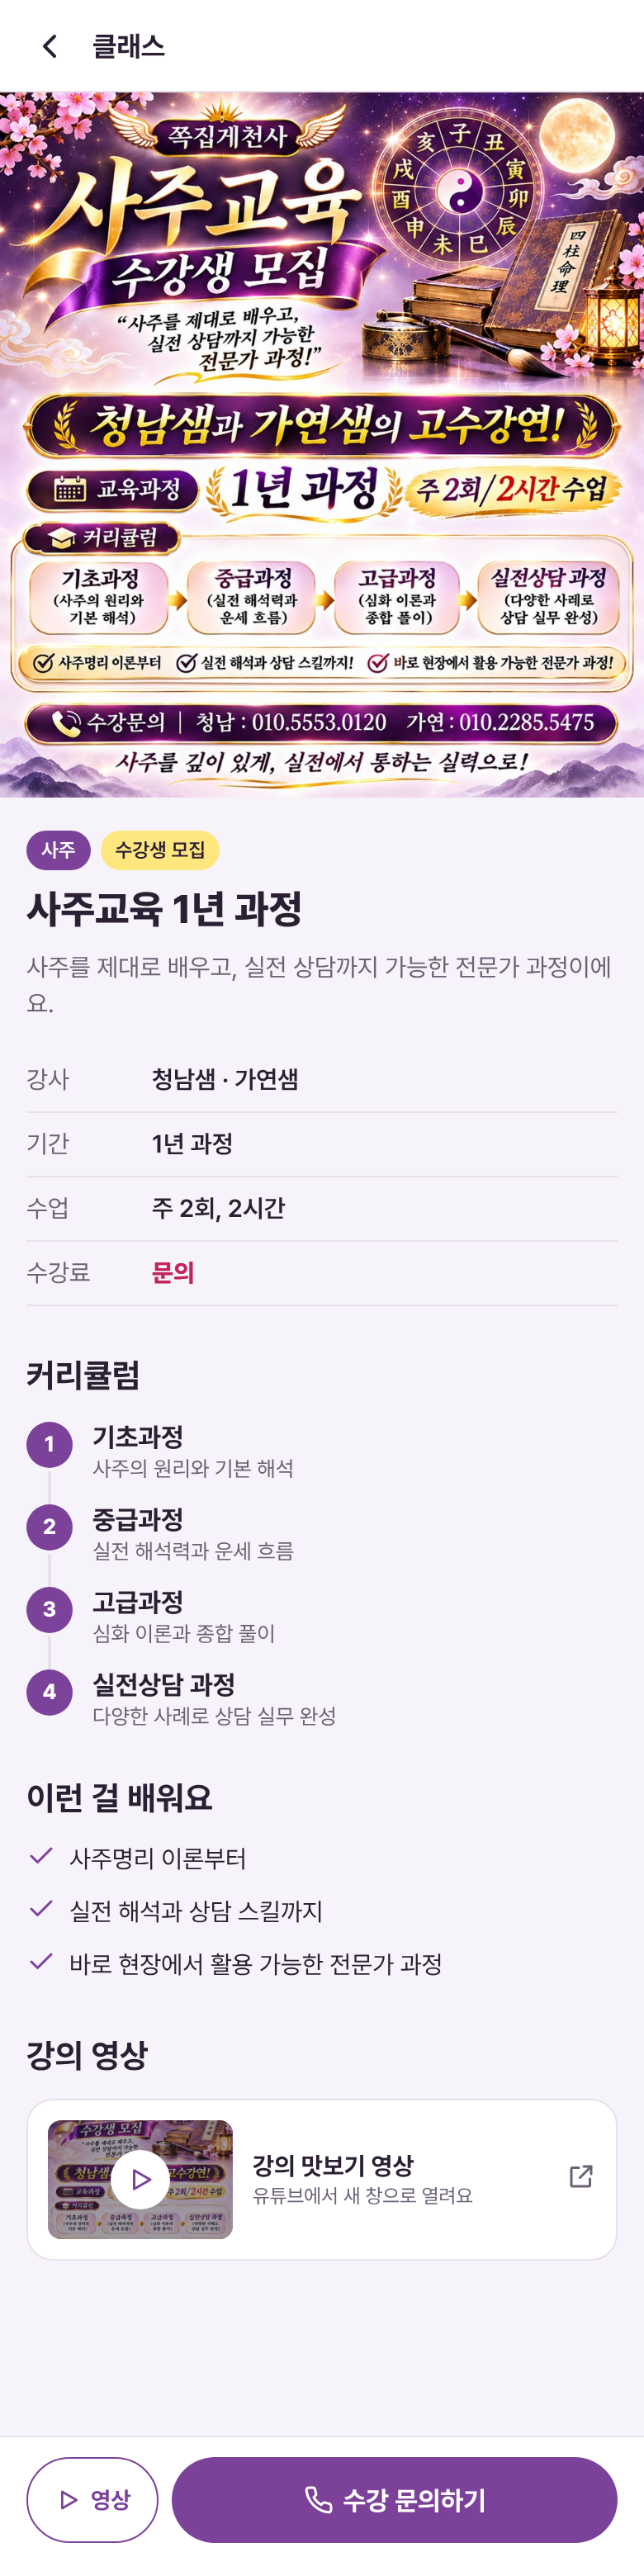 클래스
쪽집게천사
사주교육
수강생 모집
“사주를 제대로 배우고,
실전 상담까지 가능한
전문가 과정!”
子 丑 寅 卯 辰 巳 未 申 酉 戌 亥
四柱命理
청남샘과 가연샘의 고수강연!
교육과정 1년 과정 주 2회/2시간 수업
커리큘럼
기초과정 중급과정 고급과정 실전상담 과정
(사주의 원리와 (실전 해석력과 (심화 이론과 (다양한 사례로
기본 해석) 운세 흐름) 종합 풀이) 상담 실무 완성)
사주명리 이론부터 실전 해석과 상담 스킬까지! 바로 현장에서 활용 가능한 전문가 과정!
수강문의 | 청남 : 010.5553.0120 가연 : 010.2285.5475
사주를 깊이 있게, 실전에서 통하는 실력으로!
사주 수강생 모집
사주교육 1년 과정
사주를 제대로 배우고, 실전 상담까지 가능한 전문가 과정이에
요.
강사 청남샘 · 가연샘
기간 1년 과정
수업 주 2회, 2시간
수강료 문의
커리큘럼
1 기초과정
사주의 원리와 기본 해석
2 중급과정
실전 해석력과 운세 흐름
3 고급과정
심화 이론과 종합 풀이
4 실전상담 과정
다양한 사례로 상담 실무 완성
이런 걸 배워요
사주명리 이론부터
실전 해석과 상담 스킬까지
바로 현장에서 활용 가능한 전문가 과정
강의 영상
수강생 모집
강의 맛보기 영상
유튜브에서 새 창으로 열려요
영상 수강 문의하기